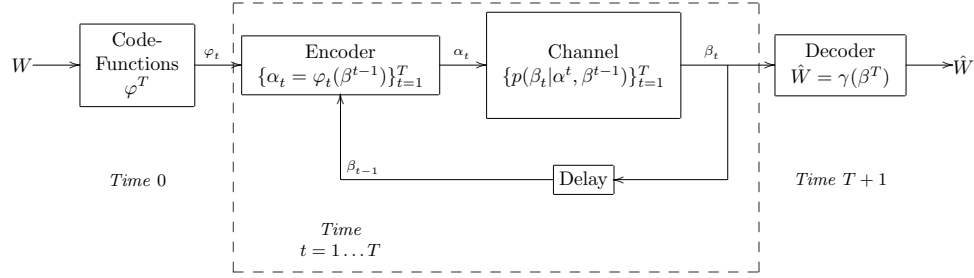 W
Code-
Functions
φ^T
φ_t
Encoder
{α_t = φ_t(β^{t−1})}_{t=1}^T
α_t
Channel
{p(β_t|α^t, β^{t−1})}_{t=1}^T
β_t
Decoder
Ŵ = γ(β^T)
Ŵ
β_{t−1}
Delay
Time 0
Time T + 1
Time
t = 1 … T